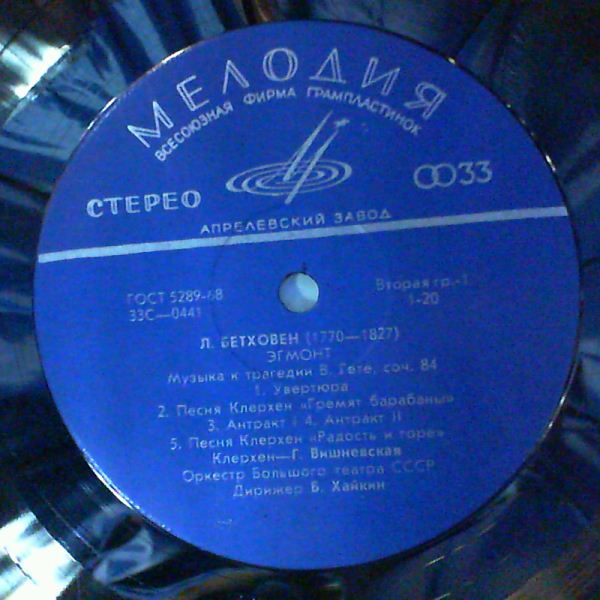 МЕЛОДИЯ
ВСЕСОЮЗНАЯ ФИРМА ГРАМПЛАСТИНОК
СТЕРЕО
33
АПРЕЛЕВСКИЙ ЗАВОД
ГОСТ 5289-68
Вторая гр.-1
33С—0441
1-20
Л. БЕТХОВЕН (1770—1827)
ЭГМОНТ
Музыка к трагедии В. Гете, соч. 84
1. Увертюра
2. Песня Клерхен «Гремят барабаны»
3. Антракт I 4. Антракт II
5. Песня Клерхен «Радость и горе»
Клерхен—Г. Вишневская
Оркестр Большого театра СССР
Дирижер Б. Хайкин